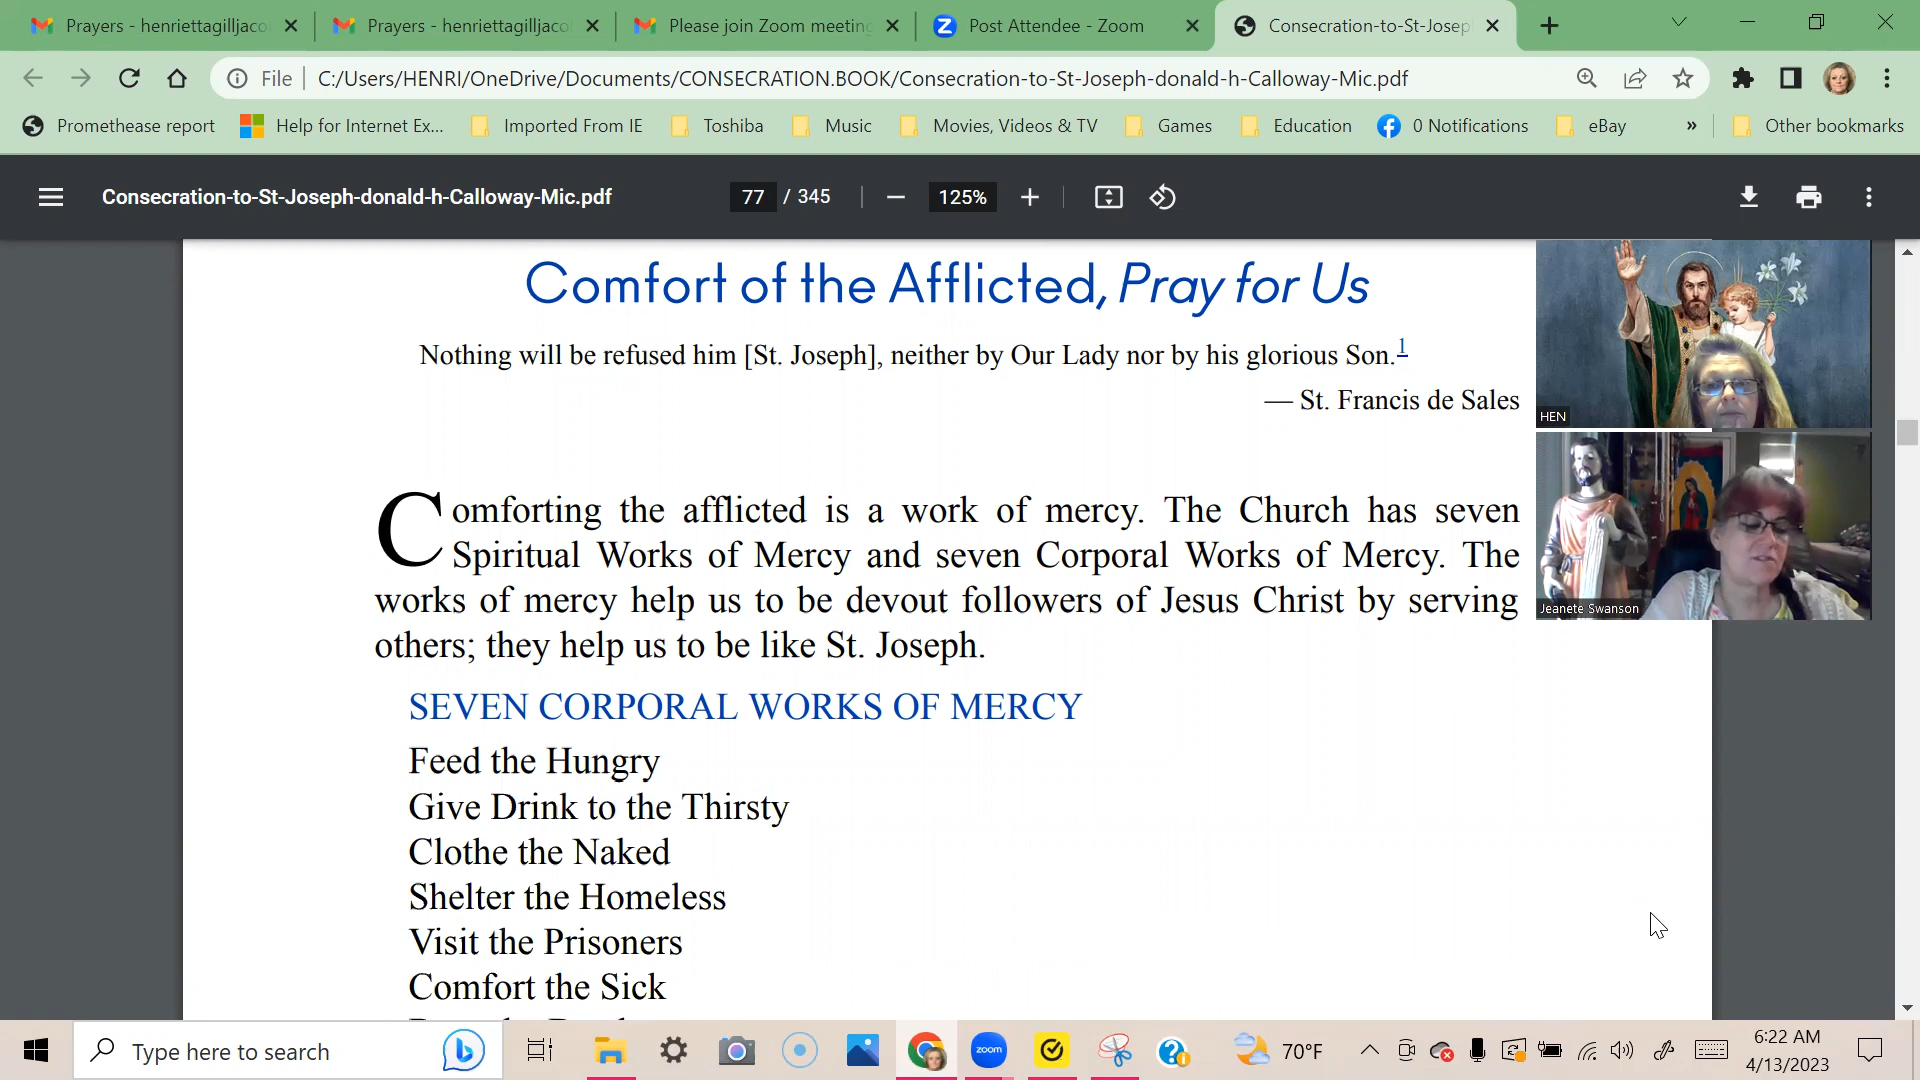 Prayers - henriettagilljaco
Prayers - henriettagilljaco
Please join Zoom meeting
Post Attendee - Zoom
Consecration-to-St-Josep
File
C:/Users/HENRI/OneDrive/Documents/CONSECRATION.BOOK/Consecration-to-St-Joseph-donald-h-Calloway-Mic.pdf
Promethease report
Help for Internet Ex...
Imported From IE
Toshiba
Music
Movies, Videos & TV
Games
Education
0 Notifications
eBay
»
Other bookmarks
Consecration-to-St-Joseph-donald-h-Calloway-Mic.pdf
77 / 345
125%
Comfort of the Afflicted, Pray for Us
Nothing will be refused him [St. Joseph], neither by Our Lady nor by his glorious Son.1
— St. Francis de Sales
HEN
Jeanete Swanson
Comforting the afflicted is a work of mercy. The Church has seven
Spiritual Works of Mercy and seven Corporal Works of Mercy. The
works of mercy help us to be devout followers of Jesus Christ by serving
others; they help us to be like St. Joseph.
SEVEN CORPORAL WORKS OF MERCY
Feed the Hungry
Give Drink to the Thirsty
Clothe the Naked
Shelter the Homeless
Visit the Prisoners
Comfort the Sick
Type here to search
zoom
70°F
6:22 AM
4/13/2023